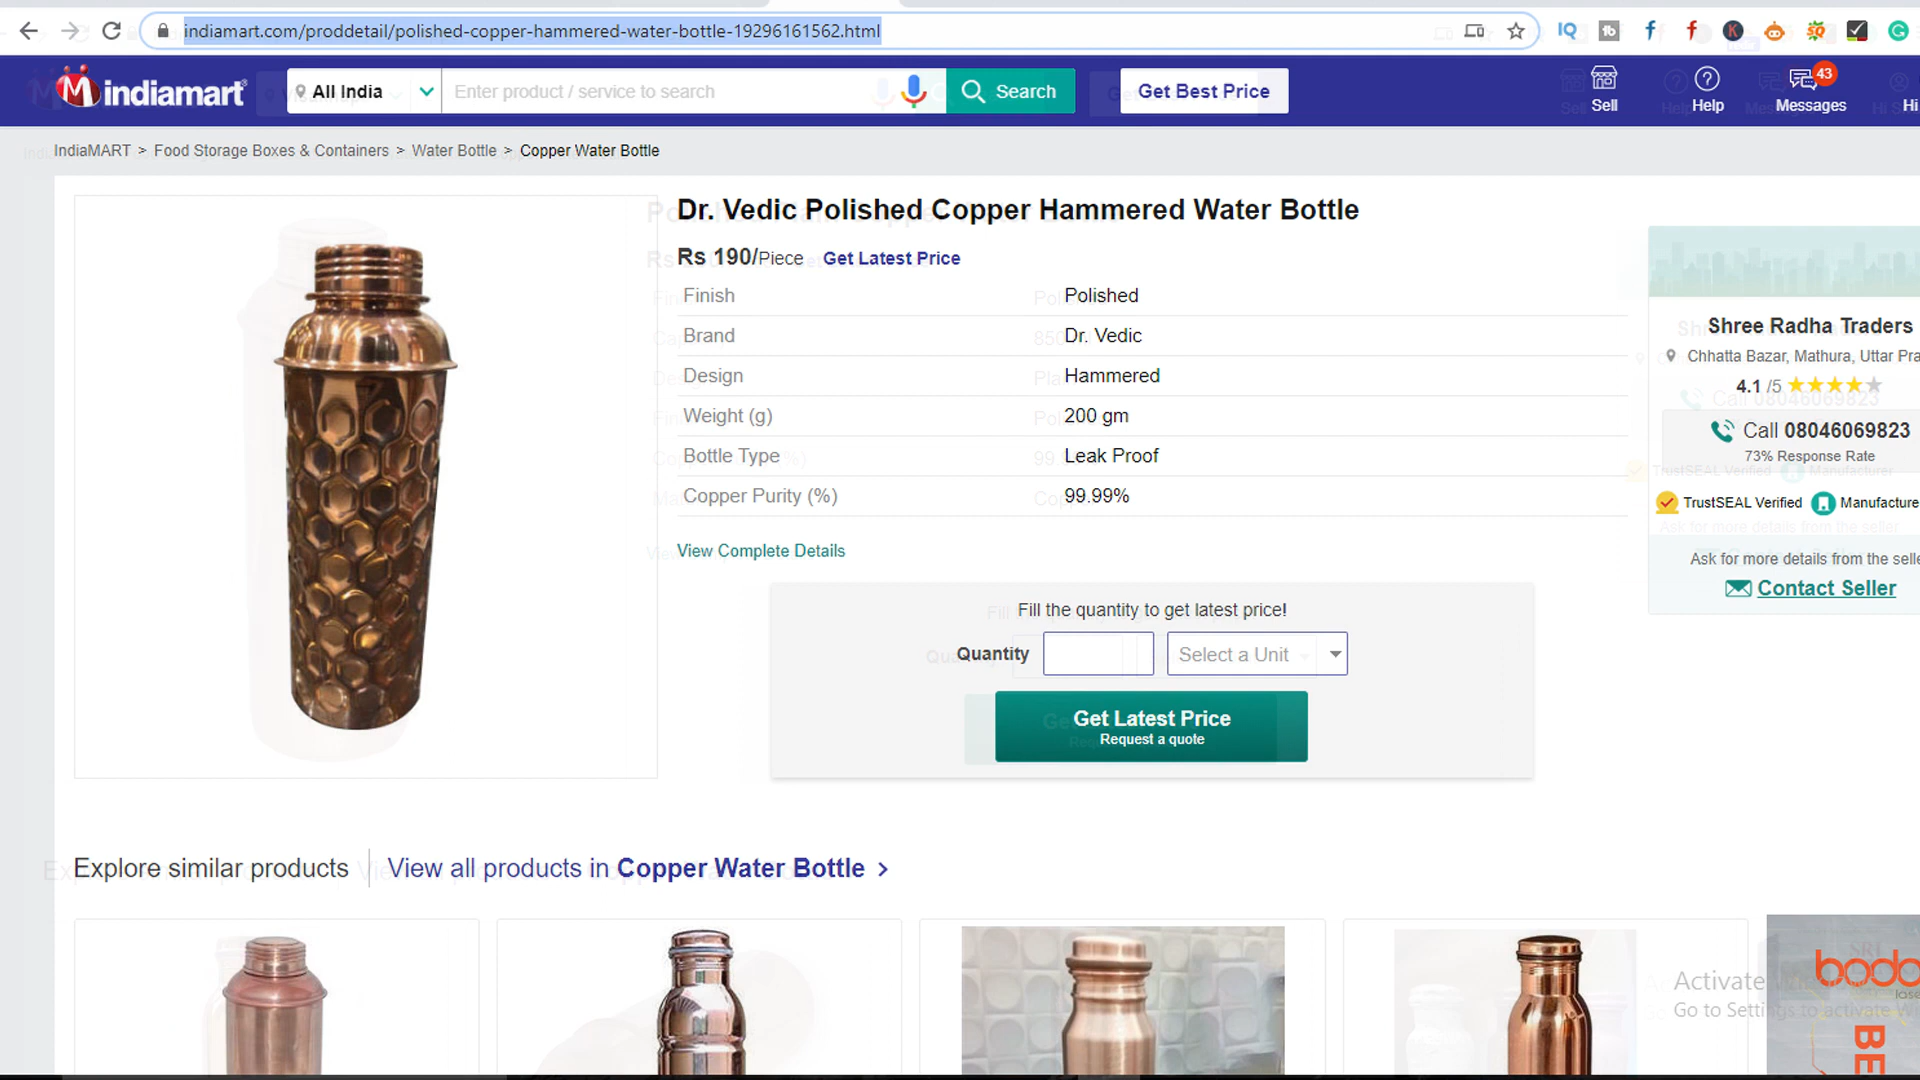 indiamart.com/proddetail/polished-copper-hammered-water-bottle-19296161562.html
indiamart
All India
Enter product / service to search
Search
Get Best Price
Sell
Help
43
Messages
Hi
IndiaMART > Food Storage Boxes & Containers > Water Bottle > Copper Water Bottle
Dr. Vedic Polished Copper Hammered Water Bottle
Rs 190/Piece Get Latest Price
Finish Polished
Brand Dr. Vedic
Design Hammered
Weight (g) 200 gm
Bottle Type Leak Proof
Copper Purity (%) 99.99%
View Complete Details
Fill the quantity to get latest price!
Quantity
Select a Unit
Get Latest Price
Request a quote
Shree Radha Traders
Chhatta Bazar, Mathura, Uttar Pra
4.1 /5
Call 08046069823
73% Response Rate
TrustSEAL Verified
Manufacture
Ask for more details from the selle
Contact Seller
Explore similar products
View all products in Copper Water Bottle >
Activate
Go to Settings to activate
bodo
lase
BE